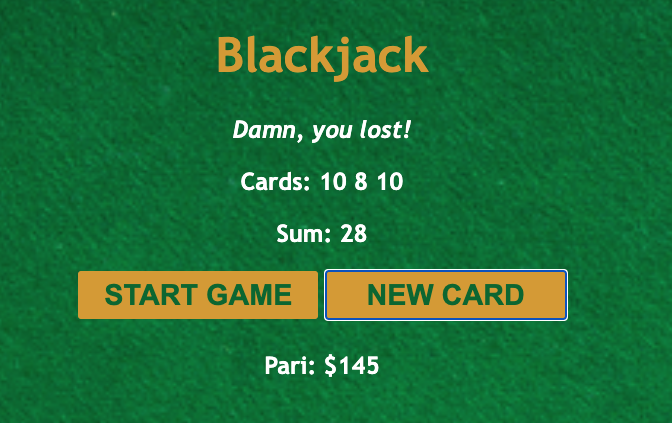 Blackjack
Damn, you lost!
Cards: 10 8 10
Sum: 28
START GAME NEW CARD
Pari: $145